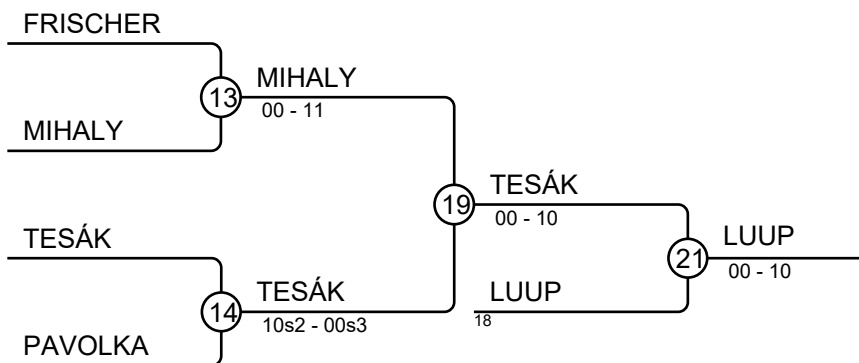 FRISCHER
13
MIHALY
00 - 11
MIHALY
19
TESÁK
00 - 10
TESÁK
21
LUUP
00 - 10
14
TESÁK
10s2 - 00s3
LUUP
18
PAVOLKA